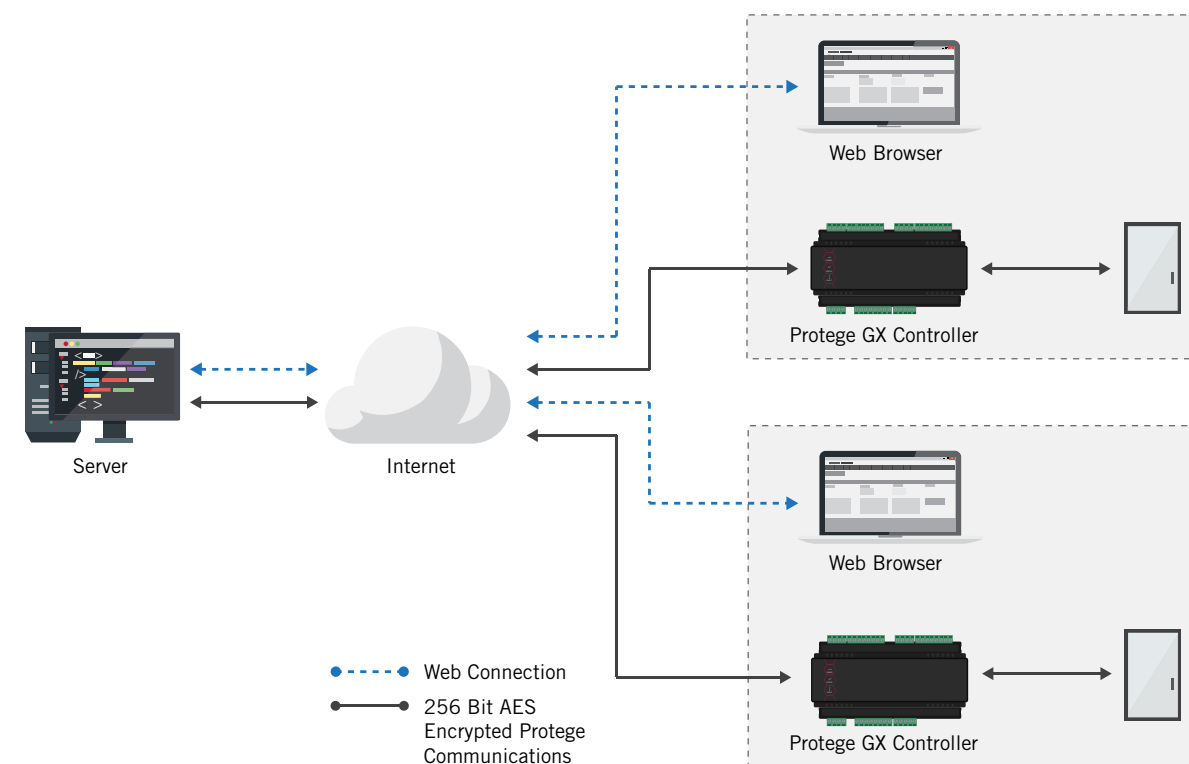 Web Browser
Protege GX Controller
Server
Internet
Web Browser
Web Connection
256 Bit AES
Encrypted Protege
Communications
Protege GX Controller